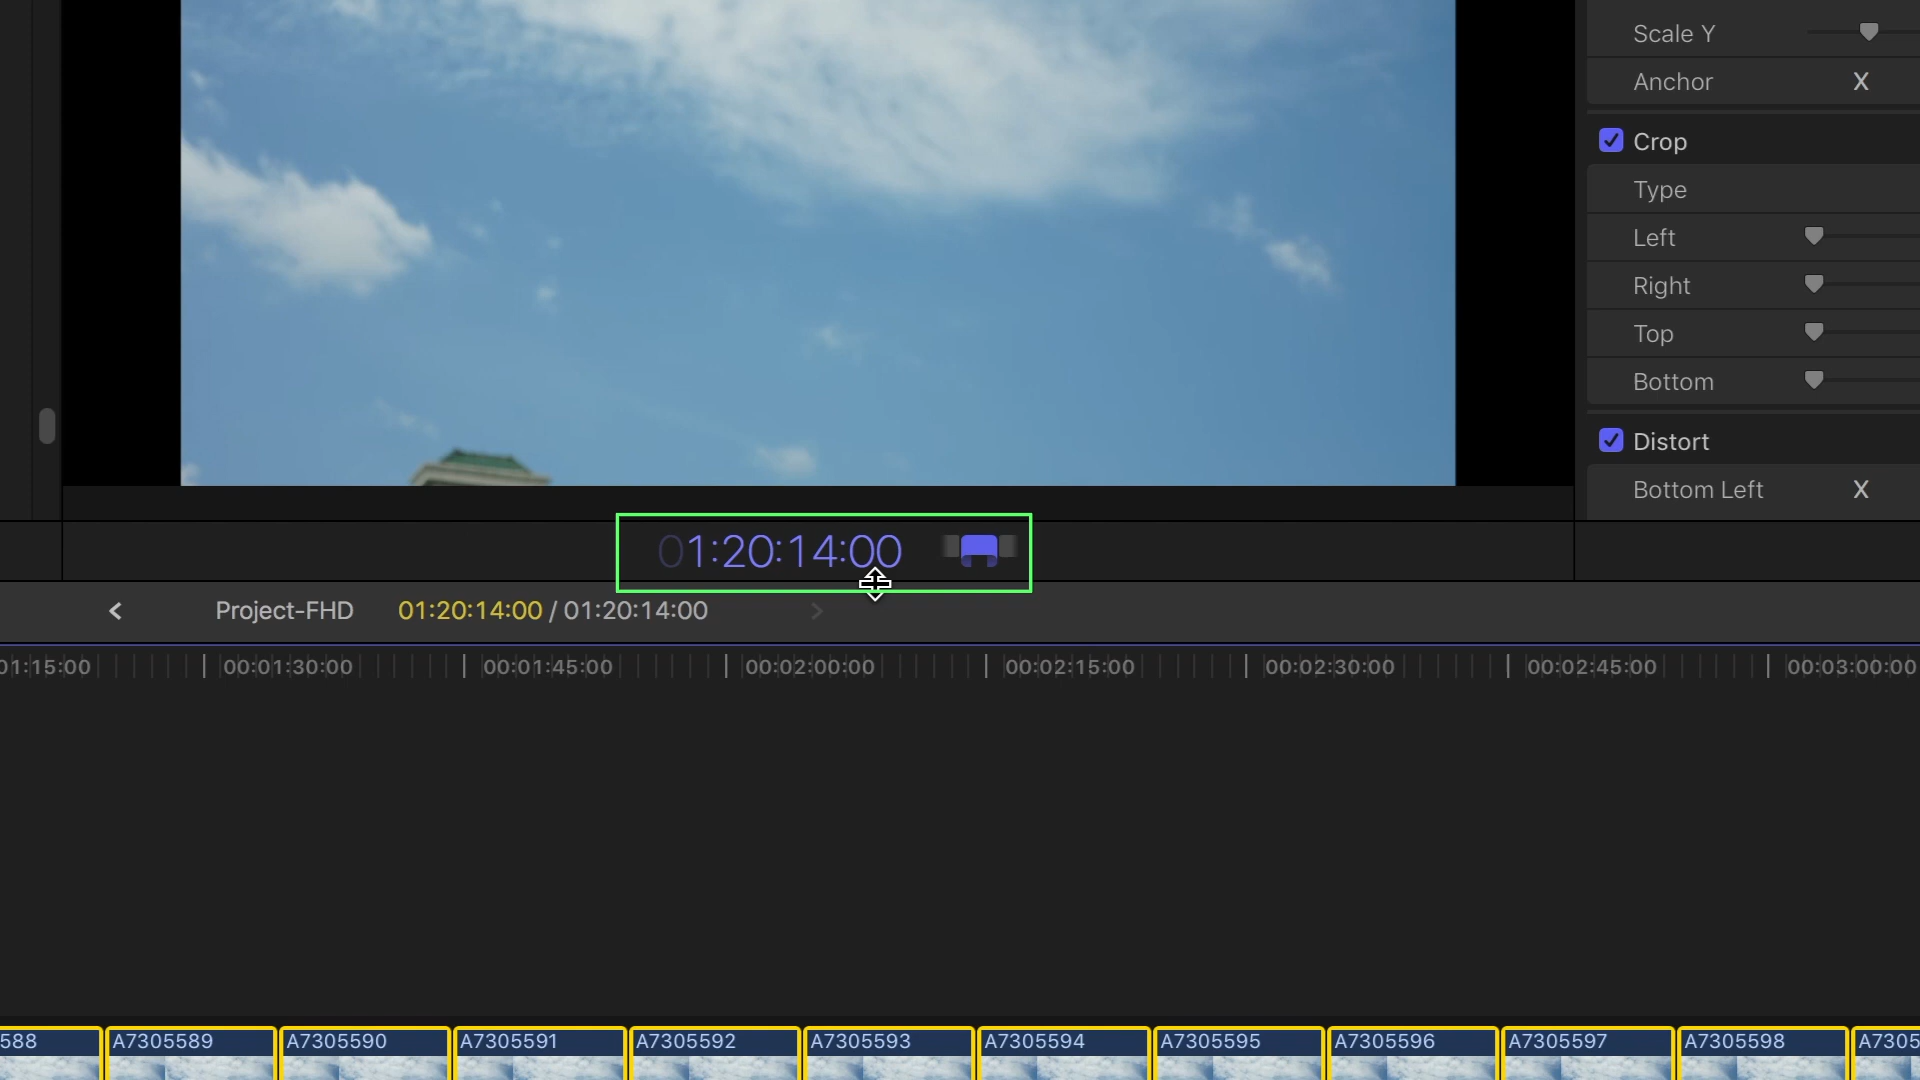 Scale Y
Anchor X
Crop
Type
Left
Right
Top
Bottom
Distort
Bottom Left X
01:20:14:00
Project-FHD 01:20:14:00 / 01:20:14:00
01:15:00 00:01:30:00 00:01:45:00 00:02:00:00 00:02:15:00 00:02:30:00 00:02:45:00 00:03:00:00
588 A7305589 A7305590 A7305591 A7305592 A7305593 A7305594 A7305595 A7305596 A7305597 A7305598 A7305